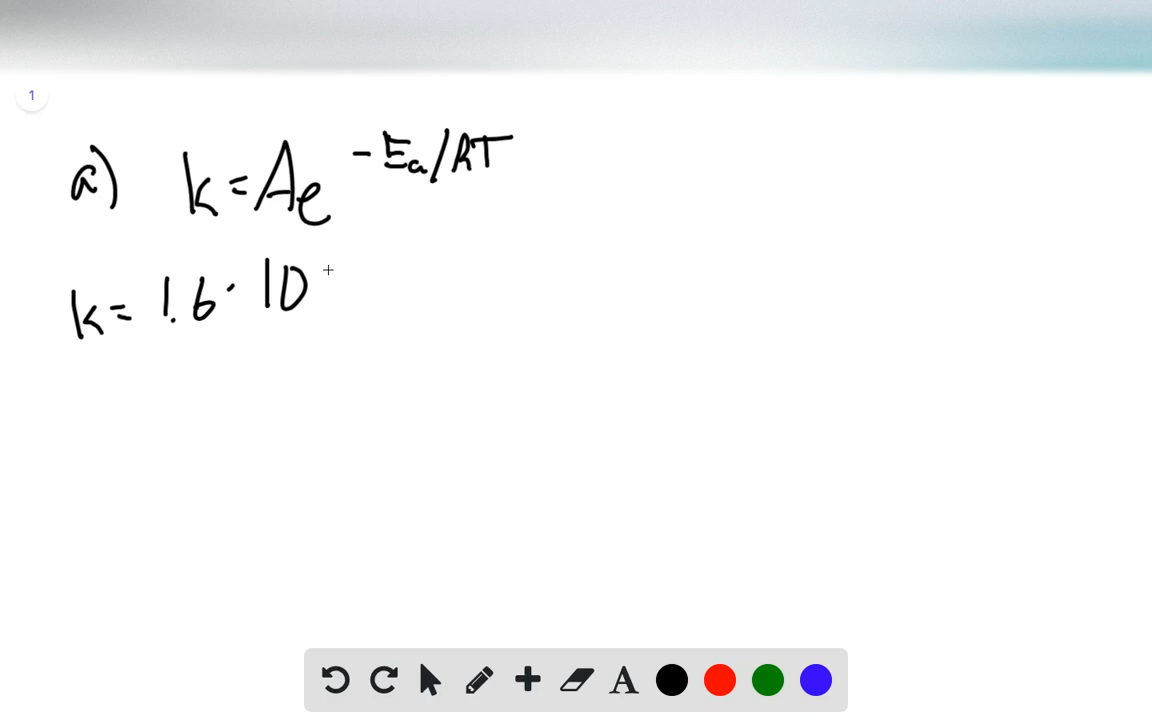 1
a) k = Ae^-Ea/RT
k = 1.6 · 10
A